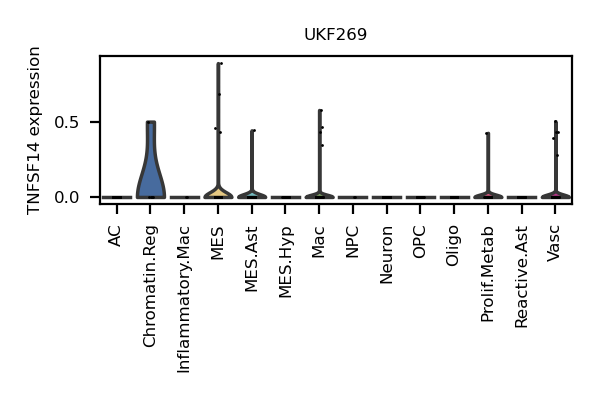 UKF269
TNFSF14 expression
0.5
0.0
AC
Chromatin.Reg
Inflammatory.Mac
MES
MES.Ast
MES.Hyp
Mac
NPC
Neuron
OPC
Oligo
Prolif.Metab
Reactive.Ast
Vasc